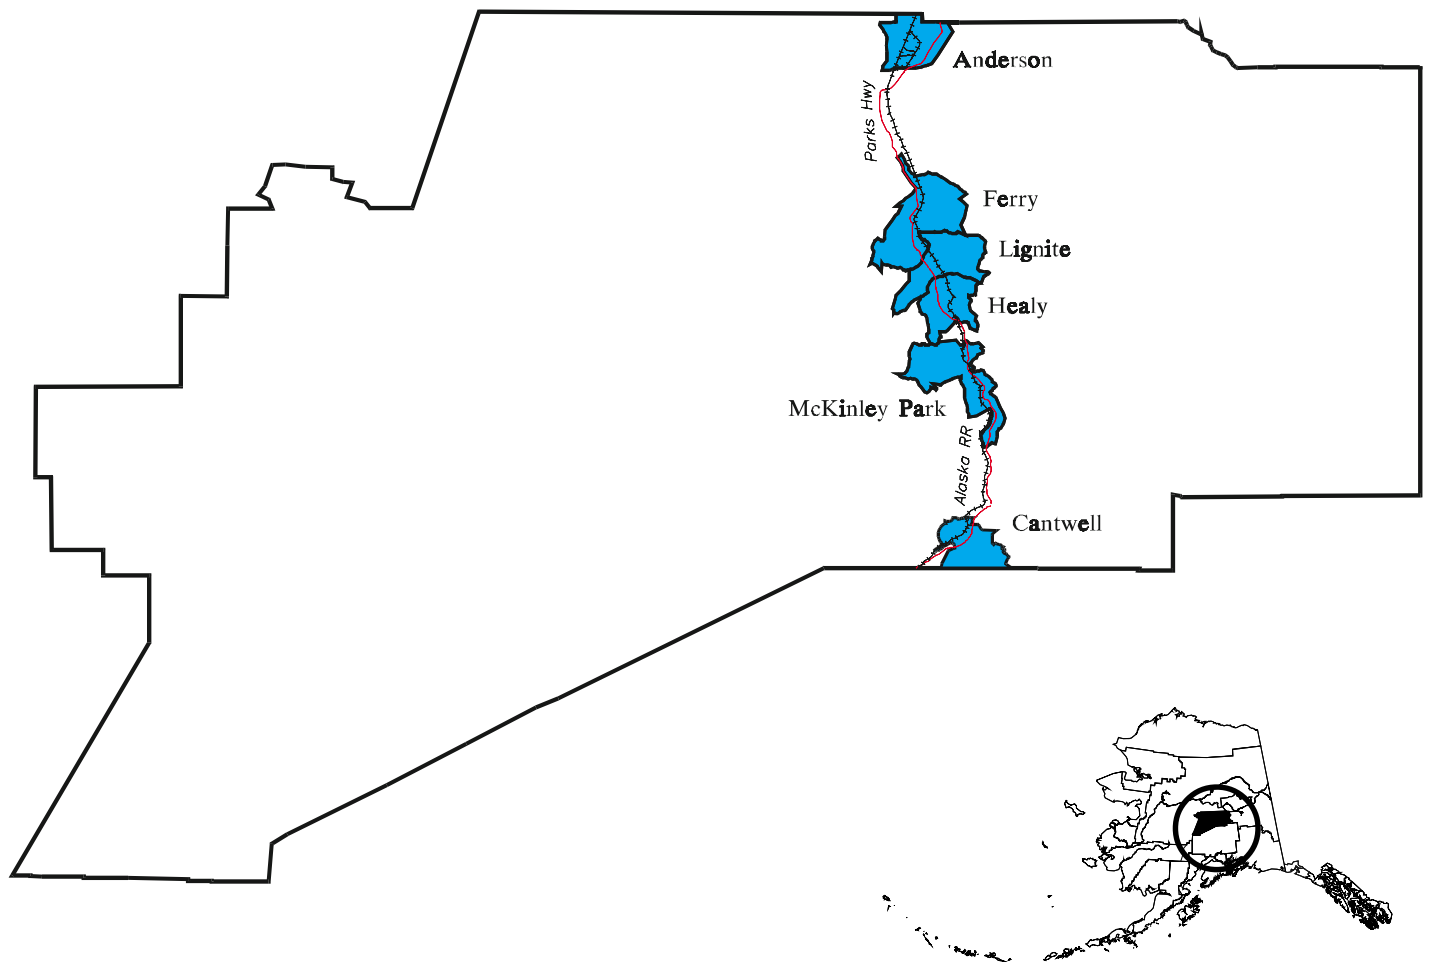 Anderson
Parks Hwy
Ferry
Lignite
Healy
McKinley Park
Alaska RR
Cantwell